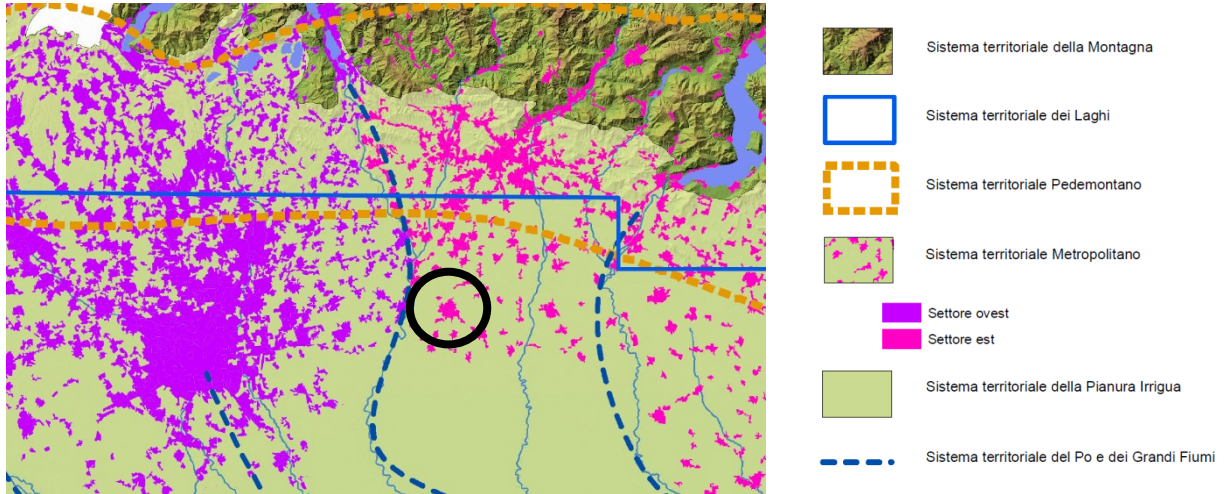 Sistema territoriale della Montagna
Sistema territoriale dei Laghi
Sistema territoriale Pedemontano
Sistema territoriale Metropolitano
Settore ovest
Settore est
Sistema territoriale della Pianura Irrigua
Sistema territoriale del Po e dei Grandi Fiumi